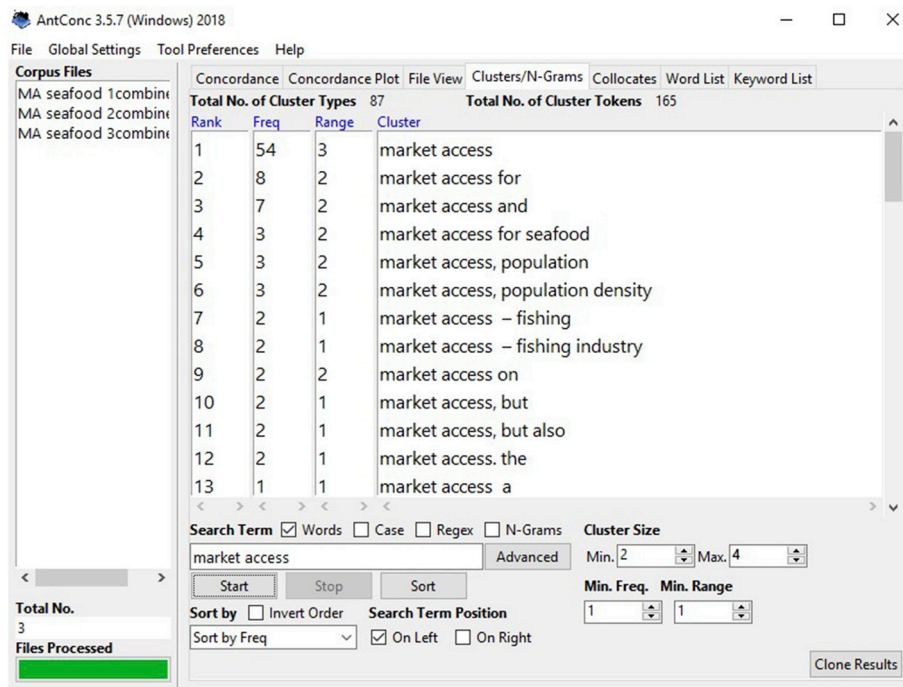 AntConc 3.5.7 (Windows) 2018
File Global Settings Tool Preferences Help
Corpus Files
MA seafood 1combine
MA seafood 2combine
MA seafood 3combine
Total No.
3
Files Processed
Concordance Concordance Plot File View Clusters/N-Grams Collocates Word List Keyword List
Total No. of Cluster Types 87 Total No. of Cluster Tokens 165
Rank Freq Range Cluster
1 54 3 market access
2 8 2 market access for
3 7 2 market access and
4 3 2 market access for seafood
5 3 2 market access, population
6 3 2 market access, population density
7 2 1 market access – fishing
8 2 1 market access – fishing industry
9 2 2 market access on
10 2 1 market access, but
11 2 1 market access, but also
12 2 1 market access. the
13 1 1 market access a
Search Term Words Case Regex N-Grams Cluster Size
market access Advanced Min. 2 Max. 4
Start Stop Sort Min. Freq. Min. Range
Sort by Invert Order Search Term Position 1 1
Sort by Freq On Left On Right
Clone Results